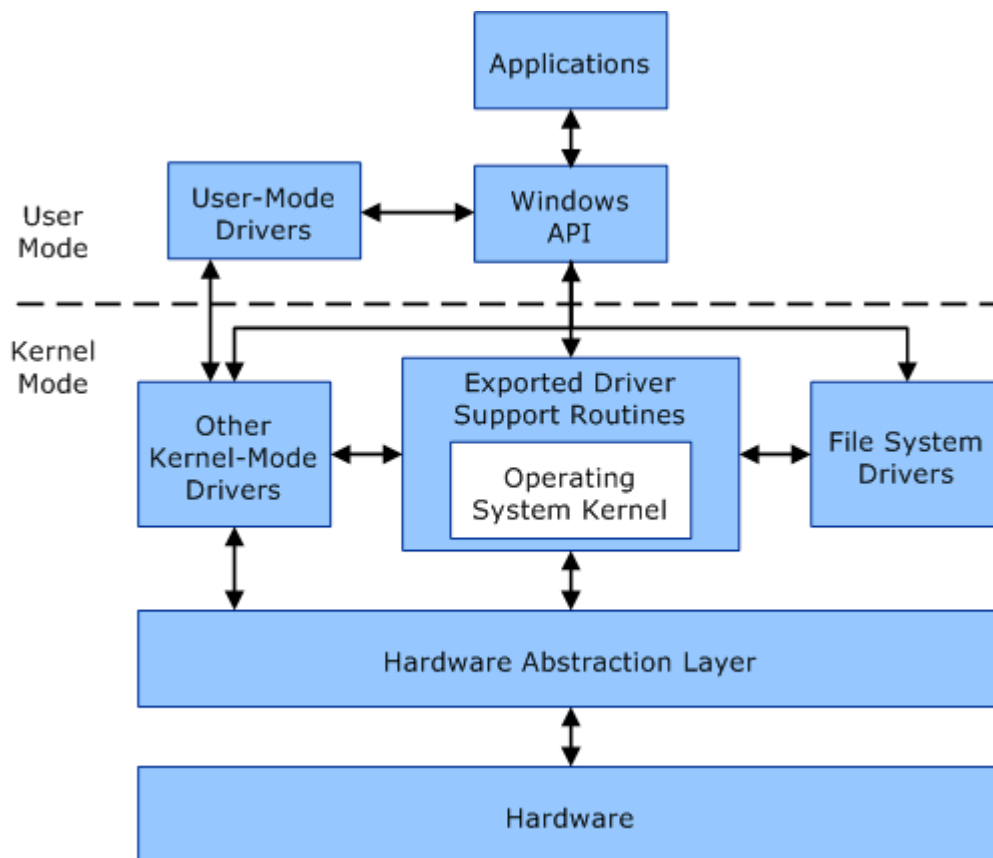 Applications
User-Mode
Drivers
Windows
API
User
Mode
Kernel
Mode
Exported Driver
Support Routines
Other
Kernel-Mode
Drivers
Operating
System Kernel
File System
Drivers
Hardware Abstraction Layer
Hardware